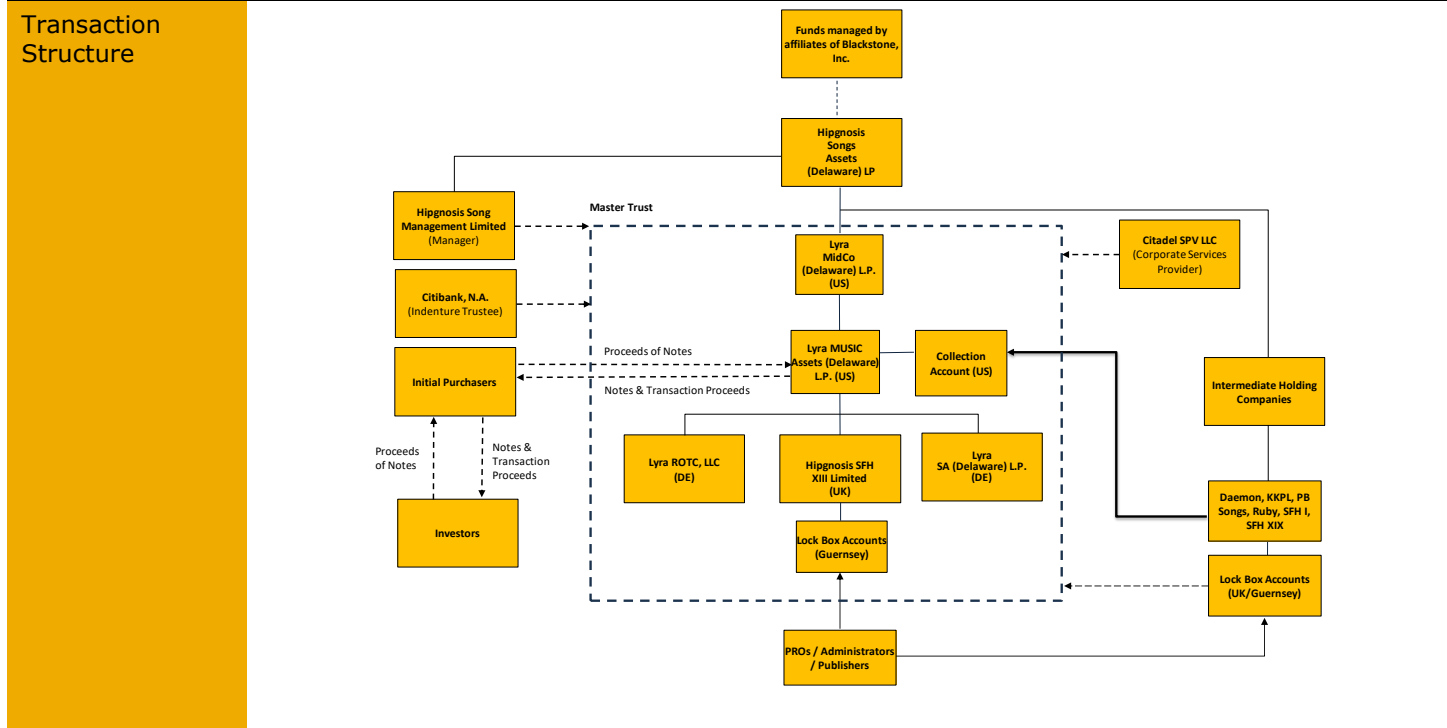 Transaction
Structure
Funds managed by
affiliates of Blackstone,
Inc.
Hipgnosis
Songs
Assets
(Delaware) LP
Hipgnosis Song
Management Limited
(Manager)
Master Trust
Citadel SPV LLC
(Corporate Services
Provider)
Lyra
MidCo
(Delaware) L.P.
(US)
Citibank, N.A.
(Indenture Trustee)
Initial Purchasers
Proceeds of Notes
Notes & Transaction Proceeds
Lyra MUSIC
Assets (Delaware)
L.P. (US)
Collection
Account (US)
Intermediate Holding
Companies
Proceeds
of Notes
Notes &
Transaction
Proceeds
Lyra ROTC, LLC
(DE)
Hipgnosis SFH
XIII Limited
(UK)
Lyra
SA (Delaware) L.P.
(DE)
Investors
Daemon, KKPL, PB
Songs, Ruby, SFH I,
SFH XIX
Lock Box Accounts
(Guernsey)
Lock Box Accounts
(UK/Guernsey)
PROs / Administrators
/ Publishers